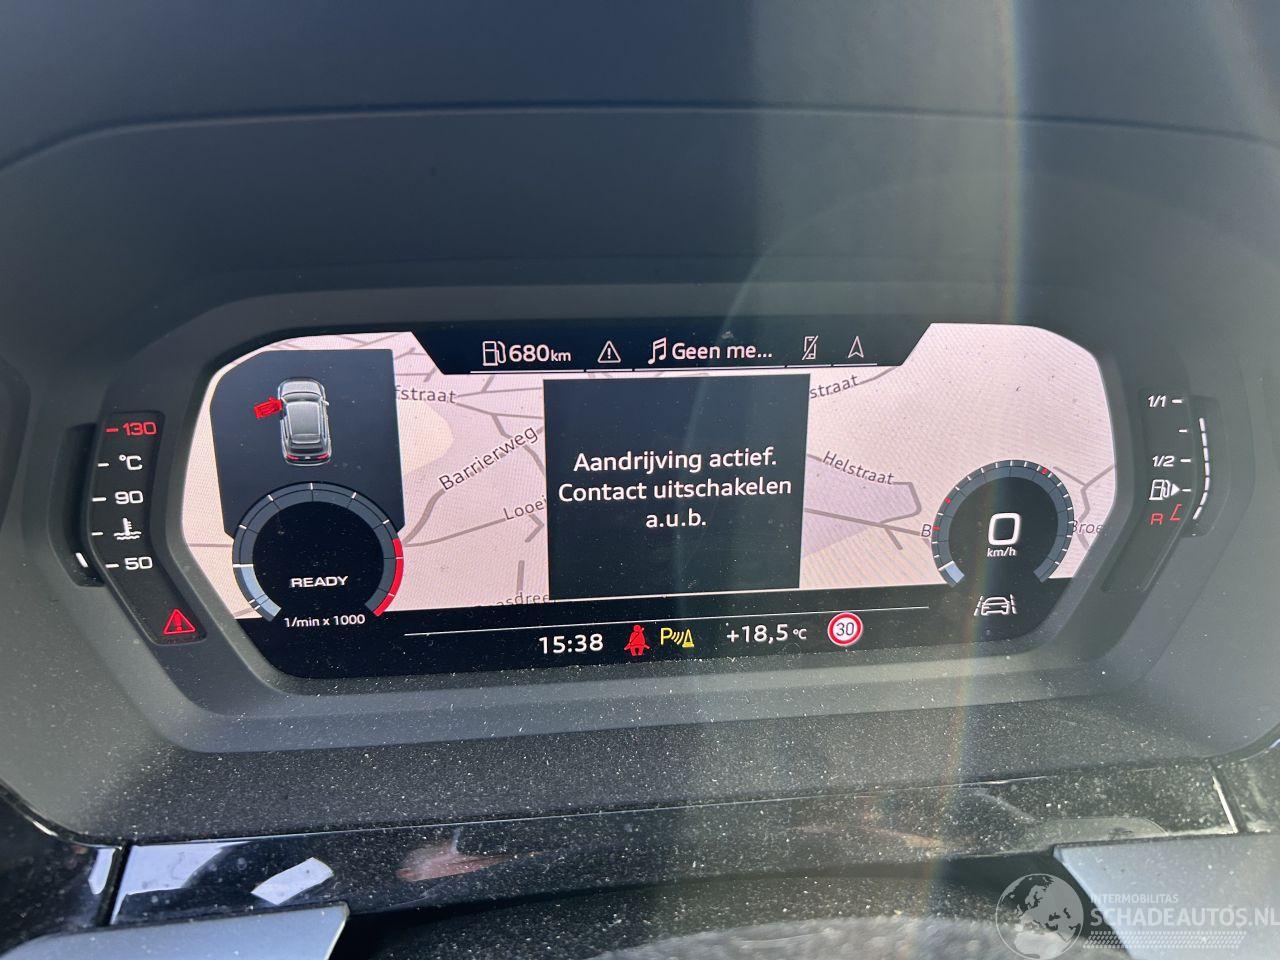 680km
Geen me...
fstraat
straat
Barrierweg
Helstraat
Aandrijving actief.
Contact uitschakelen
a.u.b.
130
°C
90
50
READY
1/min x 1000
0
km/h
1/1
1/2
R
15:38
P
+18,5°C
30
INTERMOBILITAS
SCHADEAUTOS.NL